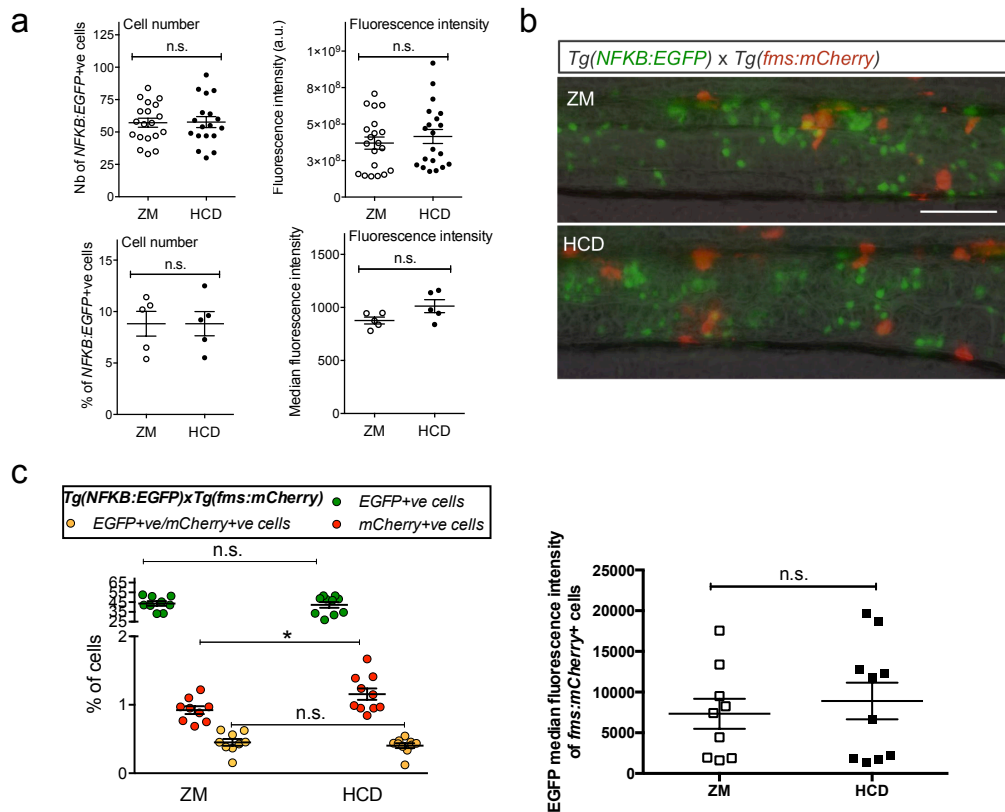 a
Cell number
Nb of NFKB:EGFP+ve cells
125
100
75
50
25
0
n.s.
ZM
HCD
Fluorescence intensity
Fluorescence intensity (a.u.)
1×10⁹
8×10⁸
5×10⁸
3×10⁸
0
n.s.
ZM
HCD
Cell number
% of NFKB:EGFP+ve cells
15
10
5
0
n.s.
ZM
HCD
Fluorescence intensity
Median fluorescence intensity
1500
1000
500
0
n.s.
ZM
HCD
b
Tg(NFKB:EGFP) x Tg(fms:mCherry)
ZM
HCD
c
Tg(NFKB:EGFP)xTg(fms:mCherry)
EGFP+ve cells
EGFP+ve/mCherry+ve cells
mCherry+ve cells
% of cells
65
55
45
35
25
2
1
0
n.s.
*
n.s.
ZM
HCD
EGFP median fluorescence intensity
of fms:mCherry+ cells
25000
20000
15000
10000
5000
0
n.s.
ZM
HCD